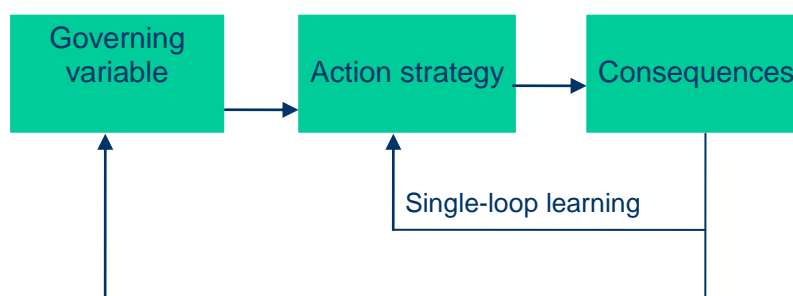 Governing
variable
Action strategy
Consequences
Single-loop learning